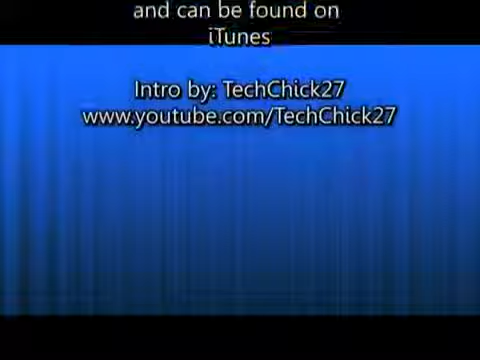 and can be found on
iTunes
Intro by: TechChick27
www.youtube.com/TechChick27